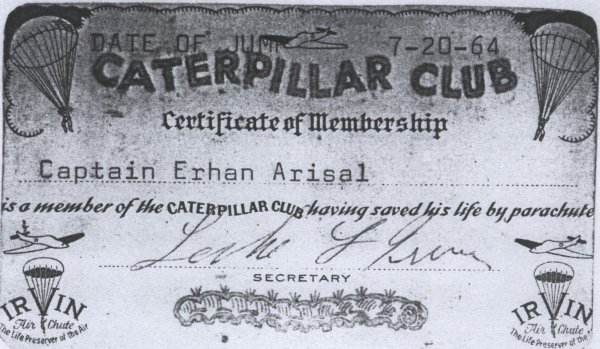 DATE OF JUMP 7-20-64
CATERPILLAR CLUB
Certificate of Membership
Captain Erhan Arisal
is a member of the CATERPILLAR CLUB having saved his life by parachute
Leslie L Irvin
SECRETARY
IRVIN
Air Chute
The Life Preserver of the Air
IRVIN
Air Chute
The Life Preserver of the